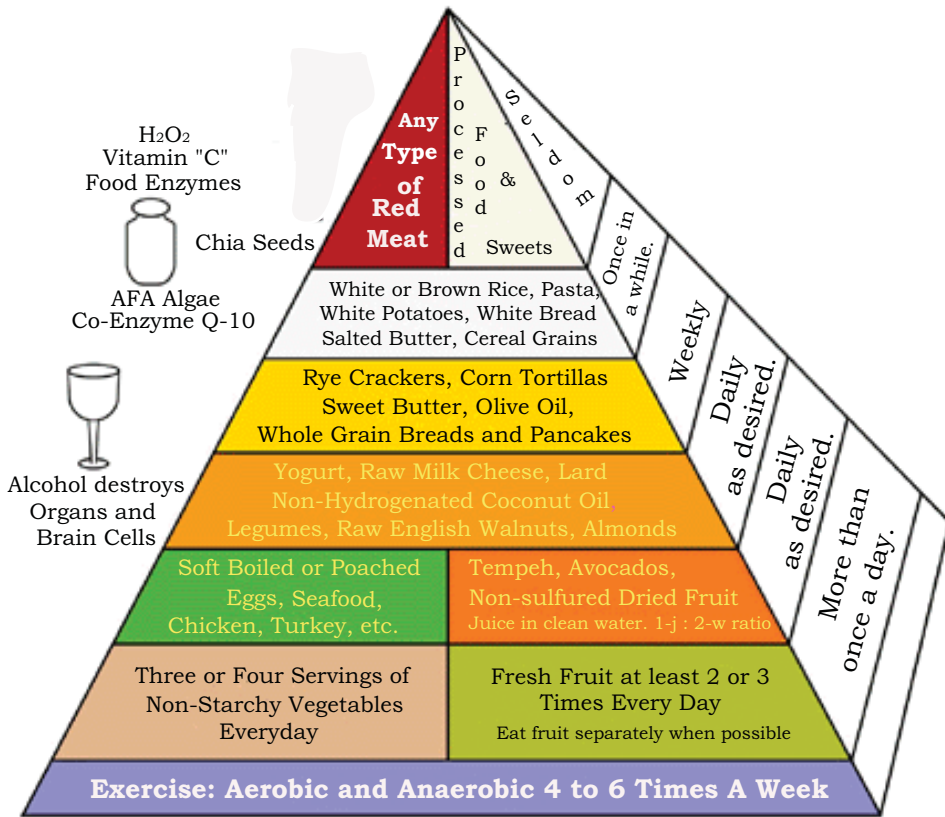 H₂O₂
Vitamin "C"
Food Enzymes
Chia Seeds
AFA Algae
Co-Enzyme Q-10
Alcohol destroys
Organs and
Brain Cells
Any
Type
of
Red
Meat
Processed
Food
&
Sweets
Seldom
White or Brown Rice, Pasta,
White Potatoes, White Bread
Salted Butter, Cereal Grains
Once in
a while.
Rye Crackers, Corn Tortillas
Sweet Butter, Olive Oil,
Whole Grain Breads and Pancakes
Weekly
Yogurt, Raw Milk Cheese, Lard
Non-Hydrogenated Coconut Oil,
Legumes, Raw English Walnuts, Almonds
Daily
as desired.
Soft Boiled or Poached
Eggs, Seafood,
Chicken, Turkey, etc.
Tempeh, Avocados,
Non-sulfured Dried Fruit
Juice in clean water. 1-j : 2-w ratio
Daily
as desired.
Three or Four Servings of
Non-Starchy Vegetables
Everyday
Fresh Fruit at least 2 or 3
Times Every Day
Eat fruit separately when possible
More than
once a day.
Exercise: Aerobic and Anaerobic 4 to 6 Times A Week